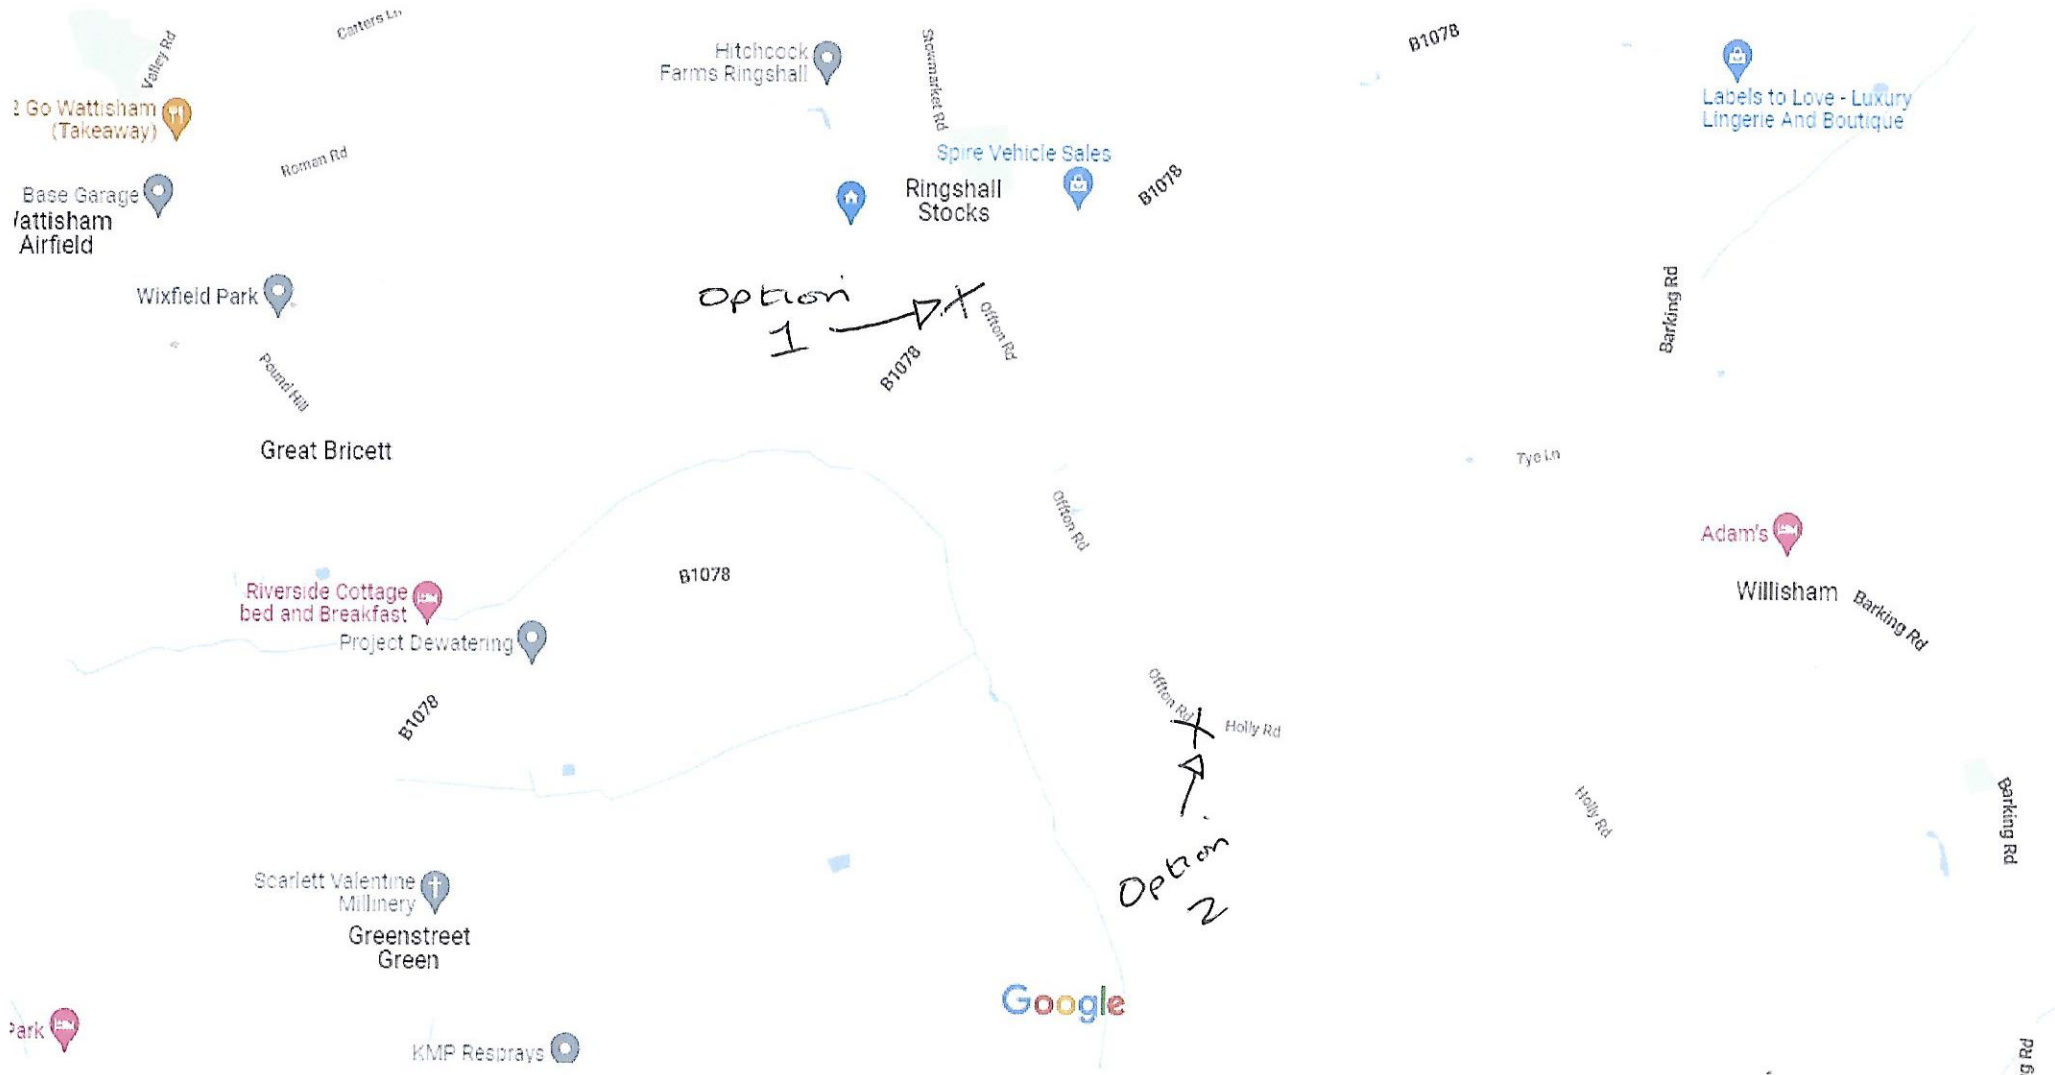 Carters Ln
Valley Rd
Hitchcock
Farms Ringshall
Stowmarket Rd
B1078
Labels to Love - Luxury
Lingerie And Boutique
2 Go Wattisham
(Takeaway)
Roman Rd
Spire Vehicle Sales
B1078
Base Garage
Ringshall
Stocks
Vattisham
Airfield
Wixfield Park
Option
1
Offton Rd
B1078
Barking Rd
Pound Hill
Great Bricett
Tye Ln
Offton Rd
Adam's
B1078
Riverside Cottage
bed and Breakfast
Willisham
Barking Rd
Project Dewatering
B1078
Offton Rd
Holly Rd
Holly Rd
Barking Rd
Option
2
Scarlett Valentine
Millinery
Greenstreet
Green
Google
Park
KMP Resprays
g Rd